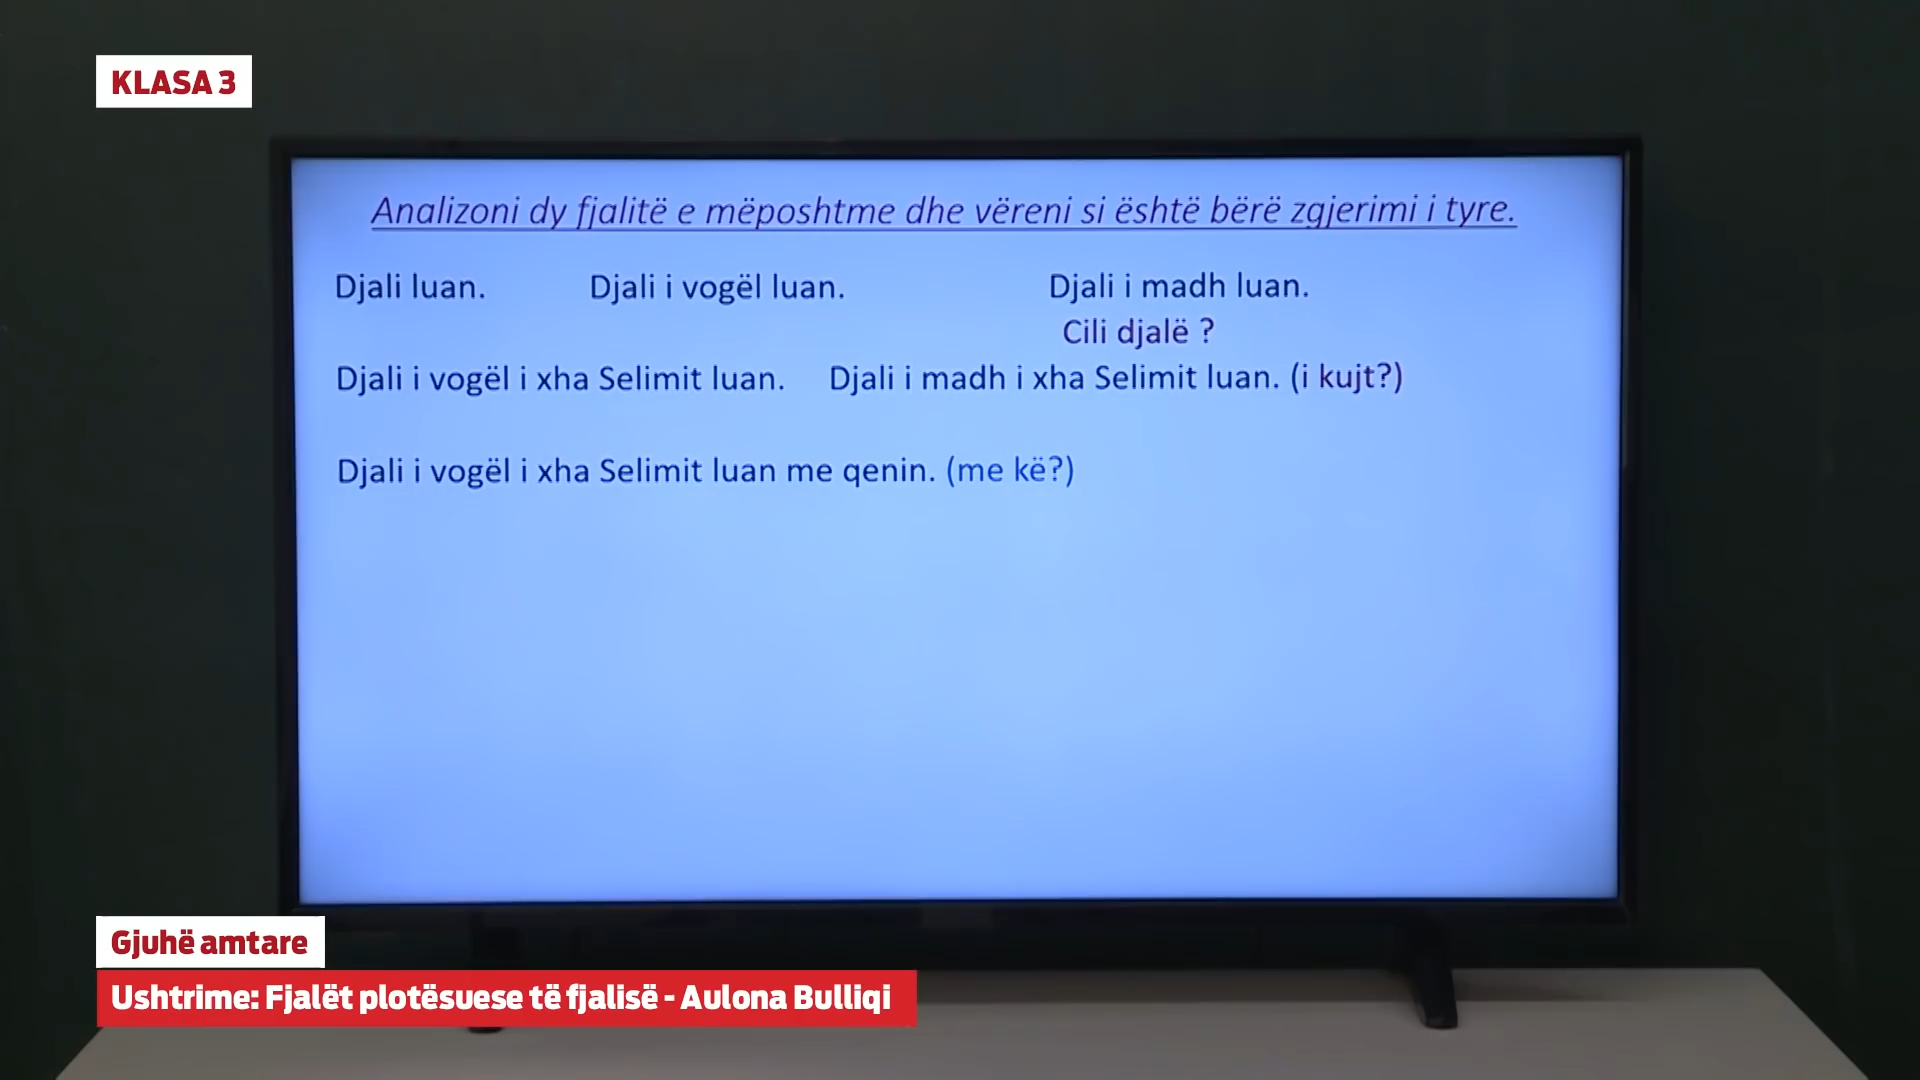 KLASA 3
Analizoni dy fjalitë e mëposhtme dhe vëreni si është bërë zgjerimi i tyre.
Djali luan. Djali i vogël luan. Djali i madh luan.
Cili djalë ?
Djali i vogël i xha Selimit luan. Djali i madh i xha Selimit luan. (i kujt?)
Djali i vogël i xha Selimit luan me qenin. (me kë?)
Gjuhë amtare
Ushtrime: Fjalët plotësuese të fjalisë - Aulona Bulliqi